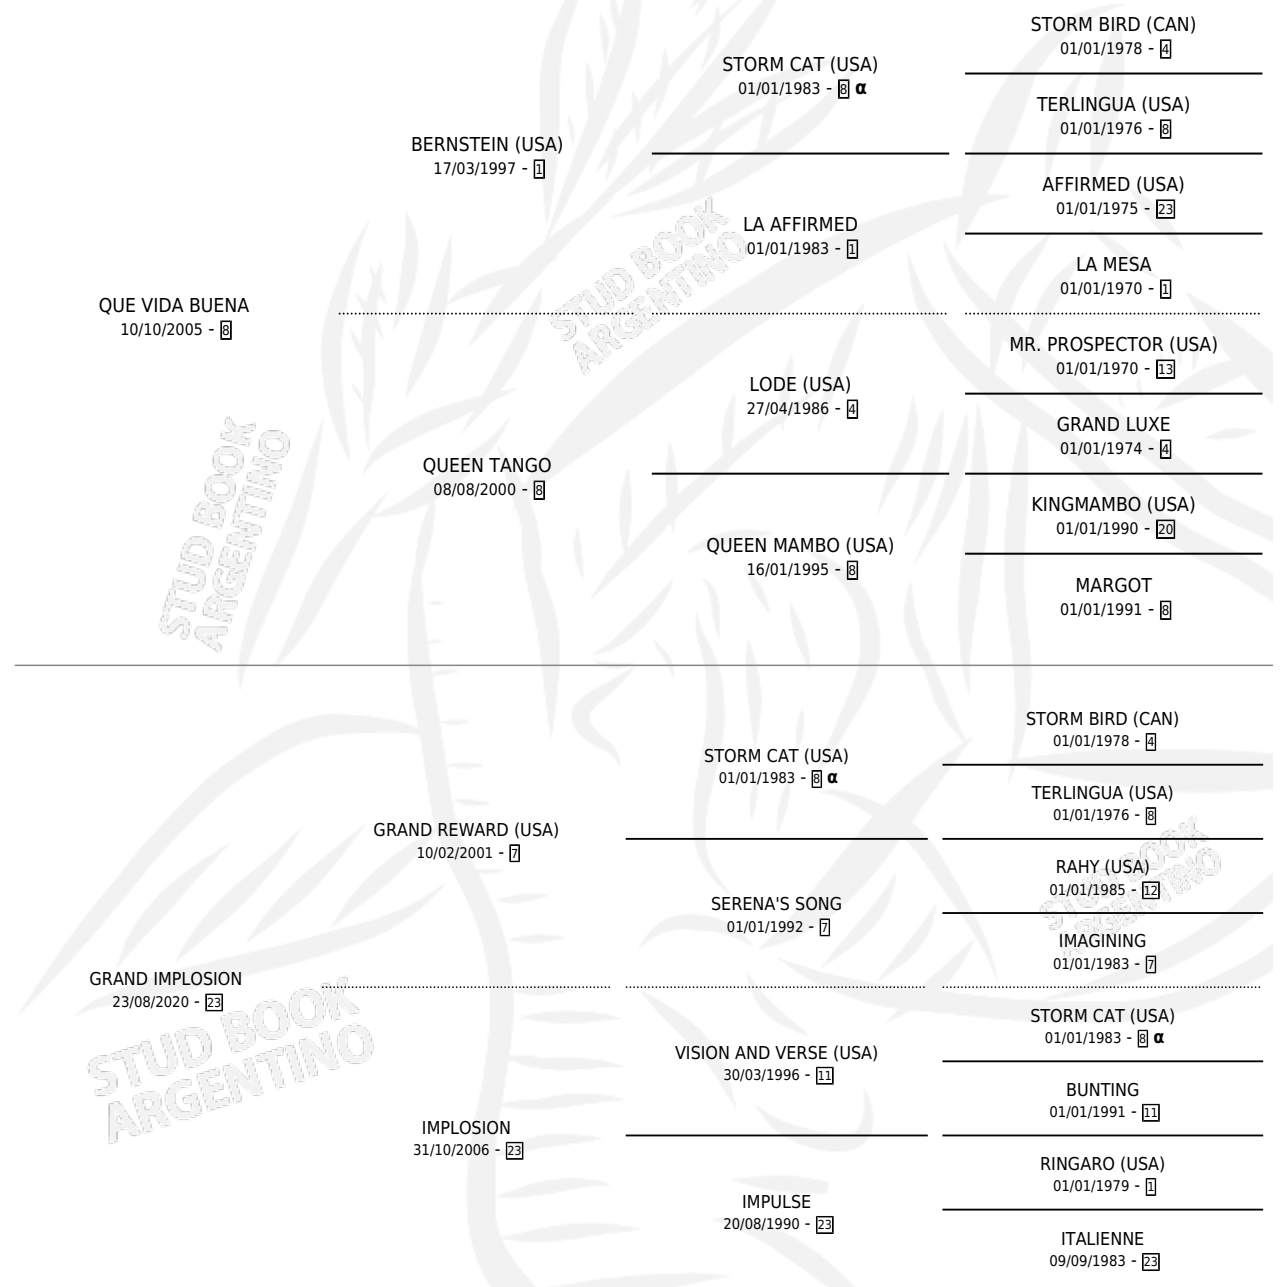 STORM BIRD (CAN)
01/01/1978 - 4
STORM CAT (USA)
01/01/1983 - 8 α
TERLINGUA (USA)
01/01/1976 - 8
BERNSTEIN (USA)
17/03/1997 - 1
AFFIRMED (USA)
01/01/1975 - 23
LA AFFIRMED
01/01/1983 - 1
LA MESA
01/01/1970 - 1
QUE VIDA BUENA
10/10/2005 - 8
MR. PROSPECTOR (USA)
01/01/1970 - 13
LODE (USA)
27/04/1986 - 4
GRAND LUXE
01/01/1974 - 4
QUEEN TANGO
08/08/2000 - 8
KINGMAMBO (USA)
01/01/1990 - 20
QUEEN MAMBO (USA)
16/01/1995 - 8
MARGOT
01/01/1991 - 8
STORM BIRD (CAN)
01/01/1978 - 4
STORM CAT (USA)
01/01/1983 - 8 α
TERLINGUA (USA)
01/01/1976 - 8
GRAND REWARD (USA)
10/02/2001 - 7
RAHY (USA)
01/01/1985 - 12
SERENA'S SONG
01/01/1992 - 7
IMAGINING
01/01/1983 - 7
GRAND IMPLOSION
23/08/2020 - 23
STORM CAT (USA)
01/01/1983 - 8 α
VISION AND VERSE (USA)
30/03/1996 - 11
BUNTING
01/01/1991 - 11
IMPLOSION
31/10/2006 - 23
RINGARO (USA)
01/01/1979 - 1
IMPULSE
20/08/1990 - 23
ITALIENNE
09/09/1983 - 23
STUD BOOK
ARGENTINO
STUD BOOK
ARGENTINO
STUD BOOK
ARGENTINO
STUD BOOK
ARGENTINO